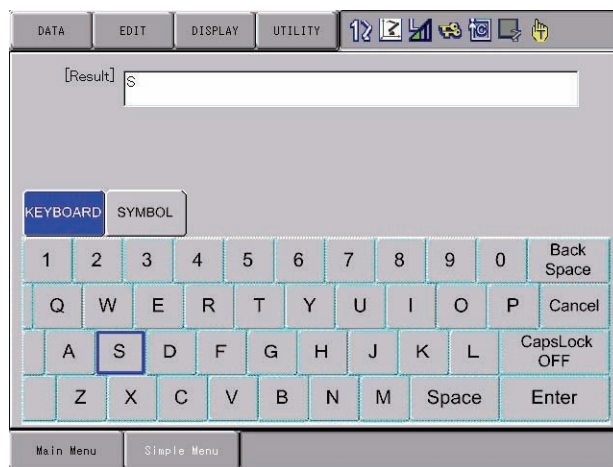 DATA EDIT DISPLAY UTILITY
[Result] S
KEYBOARD SYMBOL
1 2 3 4 5 6 7 8 9 0 Back Space
Q W E R T Y U I O P Cancel
A S D F G H J K L CapsLock OFF
Z X C V B N M Space Enter
Main Menu Simple Menu